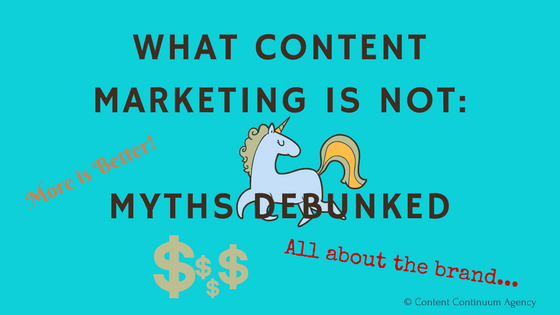 WHAT CONTENT
MARKETING IS NOT:
More is Better!
MYTHS DEBUNKED
$$$$
All about the brand...
© Content Continuum Agency